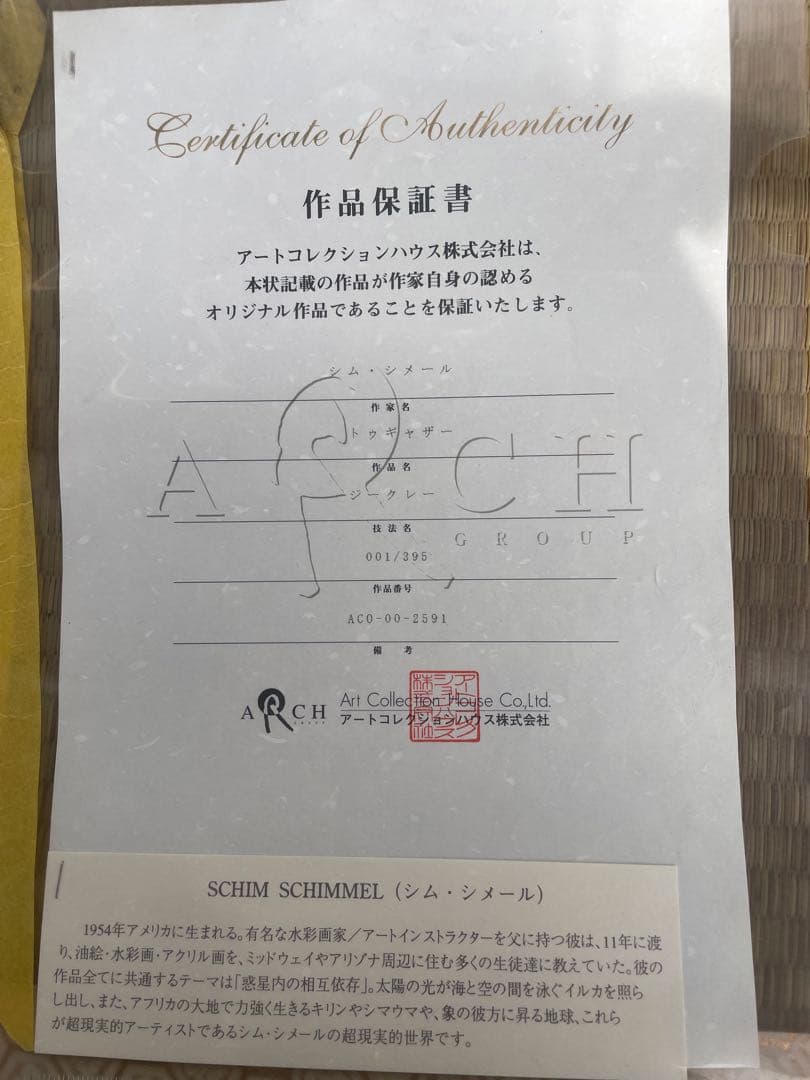 Certificate of Authenticity
作品保証書
アートコレクションハウス株式会社は、
本状記載の作品が作家自身の認める
オリジナル作品であることを保証いたします。
シム・シメール
作家名
トゥギャザー
作品名
ジークレー
技法名
ARCH
GROUP
001/395
作品番号
ACO-00-2591
備考
ARCH
Art Collection House Co,Ltd.
アートコレクションハウス株式会社
SCHIM SCHIMMEL (シム・シメール)
1954年アメリカに生まれる。有名な水彩画家/アートインストラクターを父に持つ彼は、11年に渡
り、油絵・水彩画・アクリル画を、ミッドウェイやアリゾナ周辺に住む多くの生徒達に教えていた。彼の
作品全てに共通するテーマは「惑星内の相互依存」。太陽の光が海と空の間を泳ぐイルカを照ら
し出し、また、アフリカの大地で力強く生きるキリンやシマウマや、象の彼方に昇る地球、これら
が超現実的アーティストであるシム・シメールの超現実的世界です。